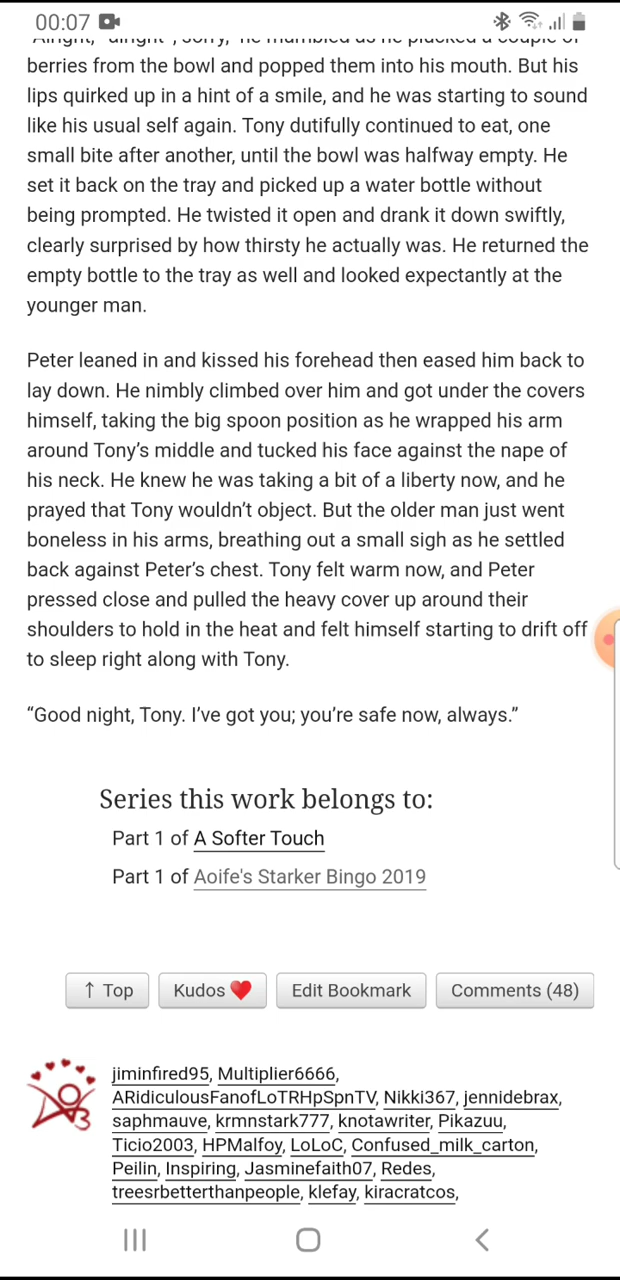 00:07
berries from the bowl and popped them into his mouth. But his
lips quirked up in a hint of a smile, and he was starting to sound
like his usual self again. Tony dutifully continued to eat, one
small bite after another, until the bowl was halfway empty. He
set it back on the tray and picked up a water bottle without
being prompted. He twisted it open and drank it down swiftly,
clearly surprised by how thirsty he actually was. He returned the
empty bottle to the tray as well and looked expectantly at the
younger man.
Peter leaned in and kissed his forehead then eased him back to
lay down. He nimbly climbed over him and got under the covers
himself, taking the big spoon position as he wrapped his arm
around Tony’s middle and tucked his face against the nape of
his neck. He knew he was taking a bit of a liberty now, and he
prayed that Tony wouldn’t object. But the older man just went
boneless in his arms, breathing out a small sigh as he settled
back against Peter’s chest. Tony felt warm now, and Peter
pressed close and pulled the heavy cover up around their
shoulders to hold in the heat and felt himself starting to drift off
to sleep right along with Tony.
“Good night, Tony. I’ve got you; you’re safe now, always.”
Series this work belongs to:
Part 1 of A Softer Touch
Part 1 of Aoife's Starker Bingo 2019
↑ Top Kudos ❤ Edit Bookmark Comments (48)
jiminfired95, Multiplier6666,
ARidiculousFanofLoTRHpSpnTV, Nikki367, jennidebrax,
saphmauve, krmnstark777, knotawriter, Pikazuu,
Ticio2003, HPMalfoy, LoLoC, Confused_milk_carton,
Peilin, Inspiring, Jasminefaith07, Redes,
treesrbetterthanpeople, klefay, kiracratcos,